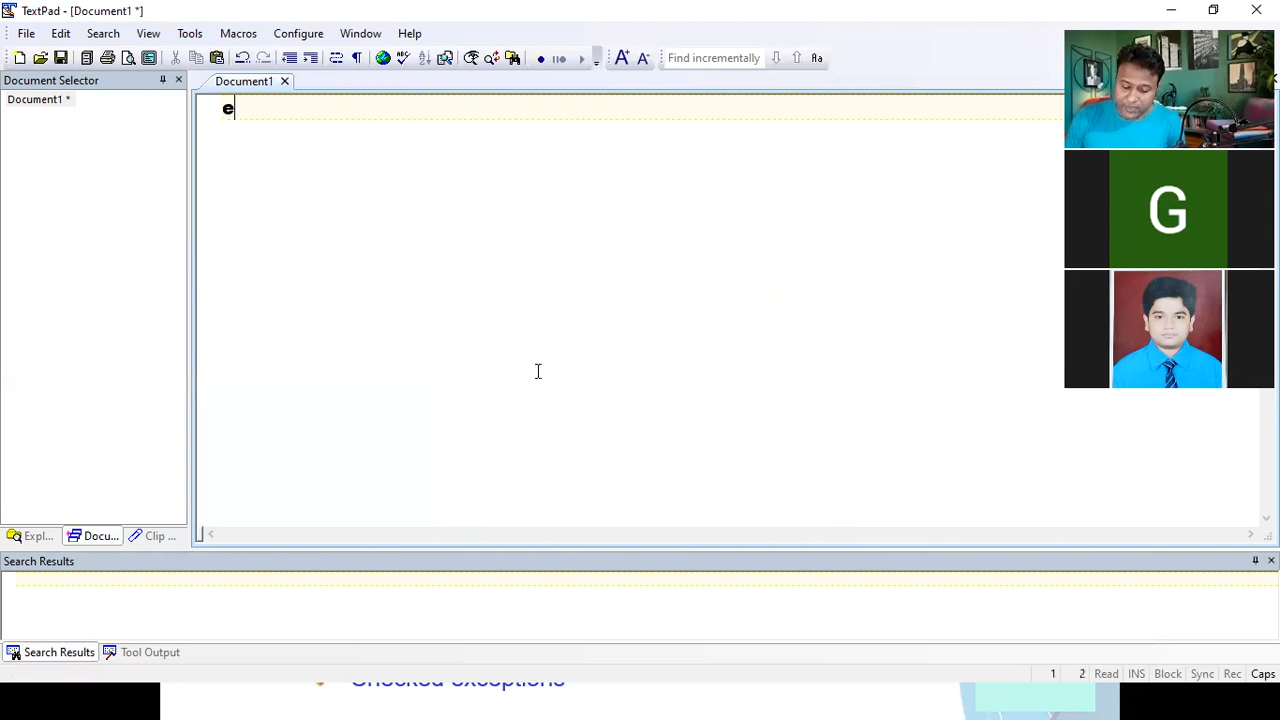 TextPad - [Document1 *]
File Edit Search View Tools Macros Configure Window Help
Find incrementally
Aa
Document Selector
Document1 *
Document1
e
G
Expl... Docu... Clip ...
Search Results
Search Results Tool Output
1 2 Read INS Block Sync Rec Caps
Checked exceptions